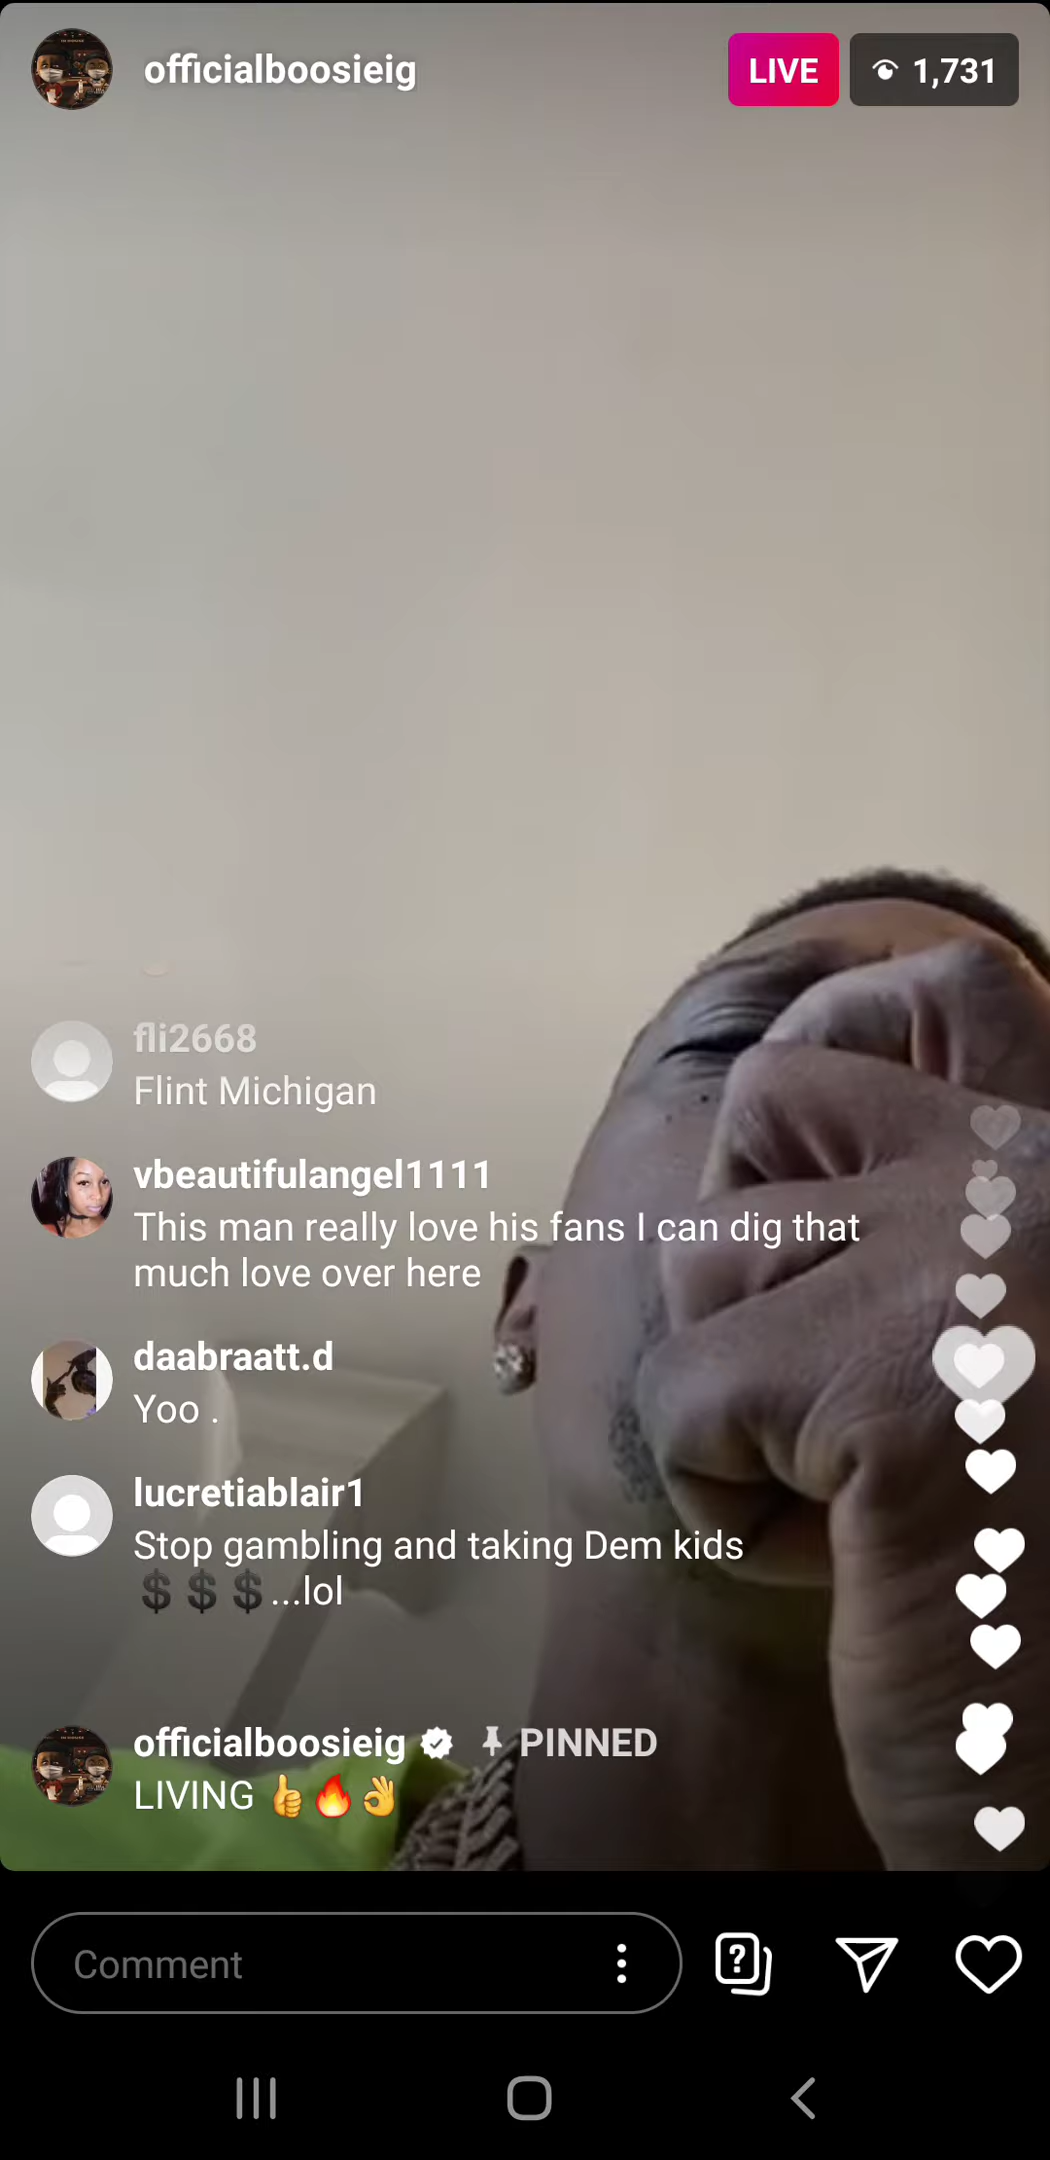 officialboosieig
LIVE
1,731
fli2668
Flint Michigan
vbeautifulangel1111
This man really love his fans I can dig that
much love over here
daabraatt.d
Yoo .
lucretiablair1
Stop gambling and taking Dem kids
💲💲💲...lol
officialboosieig PINNED
LIVING 👍🔥👌
Comment